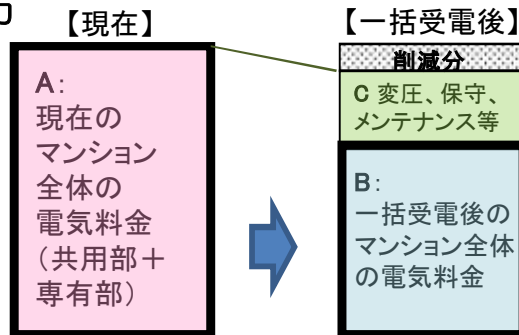 【現在】
A：
現在の
マンション
全体の
電気料金
（共用部＋
専有部）
【一括受電後】
削減分
C 変圧、保守、
メンテナンス等
B：
一括受電後の
マンション全体
の電気料金